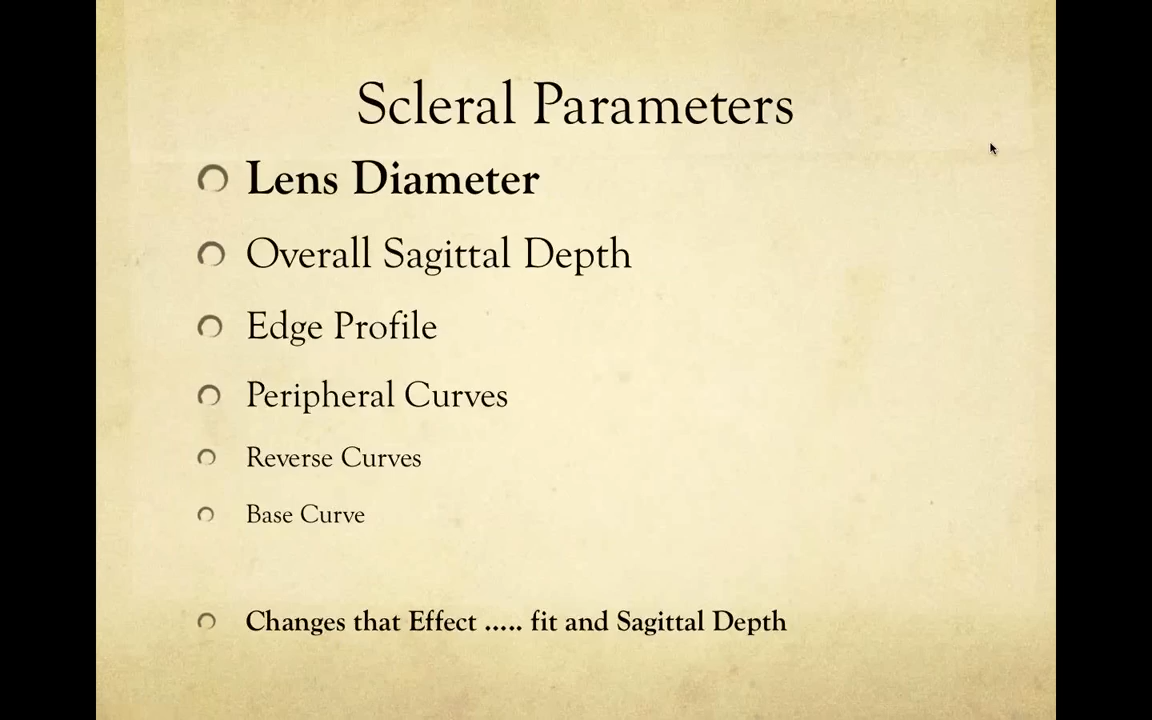 Scleral Parameters
Lens Diameter
Overall Sagittal Depth
Edge Profile
Peripheral Curves
Reverse Curves
Base Curve
Changes that Effect ..... fit and Sagittal Depth